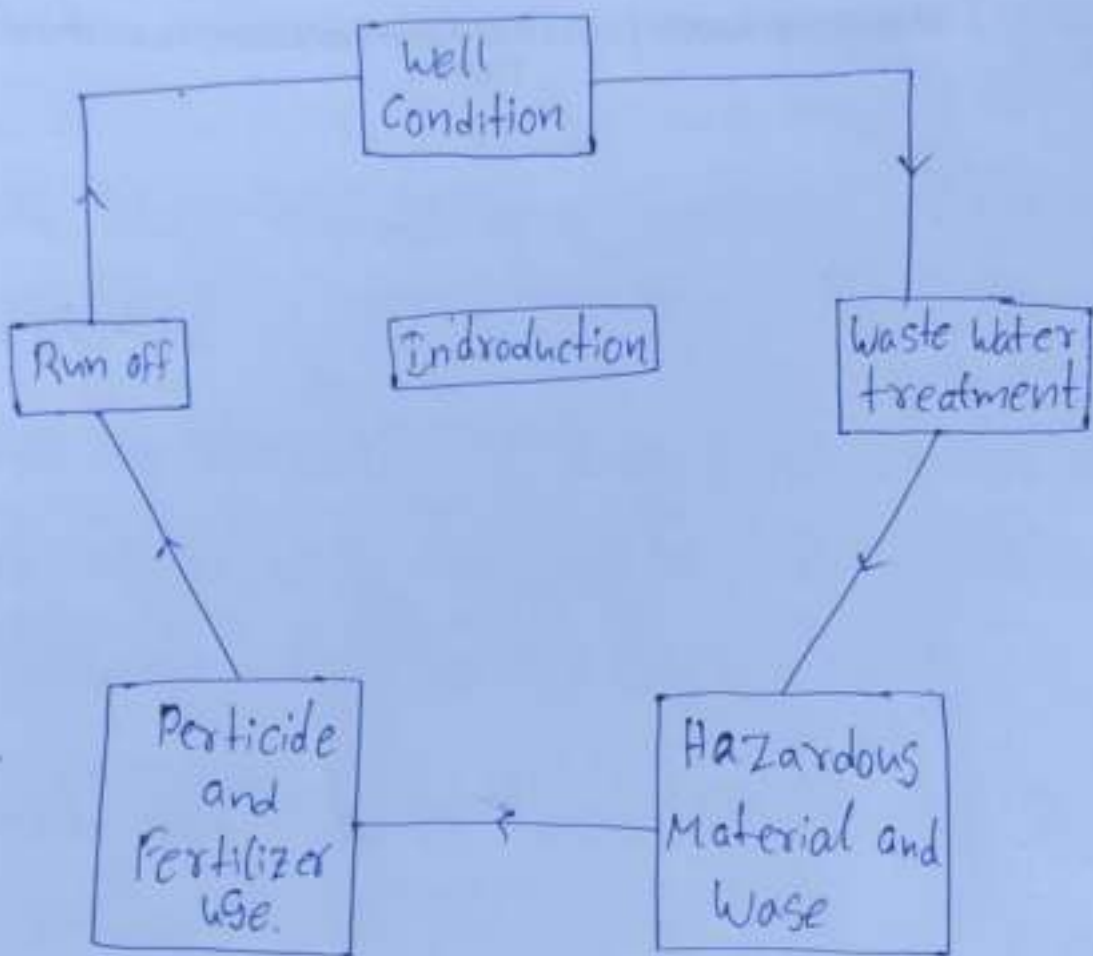 Well
Condition
Run off
Indroduction
Waste Water
treatment
Perticide
and
Fertilizer
use.
Hazardous
Material and
Wase